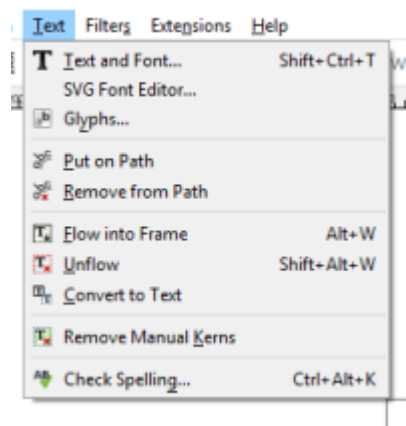 Text Filters Extensions Help
Text and Font... Shift+Ctrl+T
SVG Font Editor...
Glyphs...
Put on Path
Remove from Path
Flow into Frame Alt+W
Unflow Shift+Alt+W
Convert to Text
Remove Manual Kerns
Check Spelling... Ctrl+Alt+K